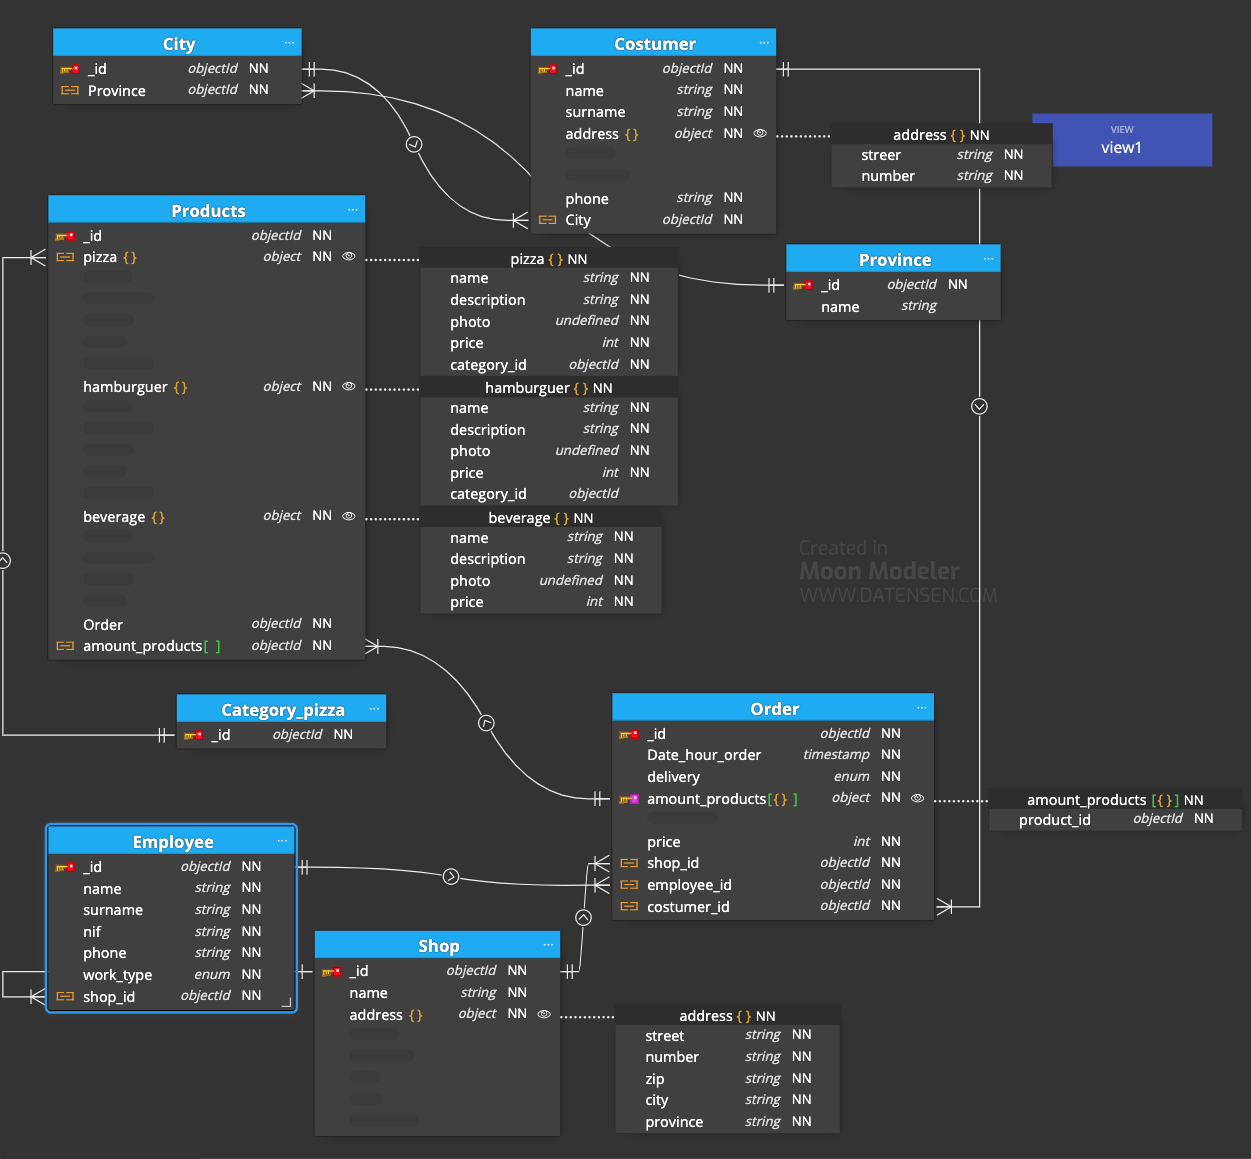 City ...
_id objectId NN
Province objectId NN
Costumer ...
_id objectId NN
name string NN
surname string NN
address {} object NN
phone string NN
City objectId NN
address {} NN
streer string NN
number string NN
VIEW
view1
Products ...
_id objectId NN
pizza {} object NN
hamburguer {} object NN
beverage {} object NN
Order objectId NN
amount_products[ ] objectId NN
pizza {} NN
name string NN
description string NN
photo undefined NN
price int NN
category_id objectId NN
hamburguer {} NN
name string NN
description string NN
photo undefined NN
price int NN
category_id objectId
beverage {} NN
name string NN
description string NN
photo undefined NN
price int NN
Province ...
_id objectId NN
name string
Created in
Moon Modeler
WWW.DATENSEN.COM
Category_pizza ...
_id objectId NN
Order ...
_id objectId NN
Date_hour_order timestamp NN
delivery enum NN
amount_products[{} ] object NN
price int NN
shop_id objectId NN
employee_id objectId NN
costumer_id objectId NN
amount_products [{}] NN
product_id objectId NN
Employee ...
_id objectId NN
name string NN
surname string NN
nif string NN
phone string NN
work_type enum NN
shop_id objectId NN
Shop ...
_id objectId NN
name string NN
address {} object NN
address {} NN
street string NN
number string NN
zip string NN
city string NN
province string NN